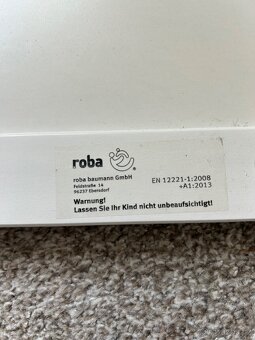 roba
roba baumann GmbH
Feldstraße 14
96237 Ebersdorf
EN 12221-1:2008
+A1:2013
Warnung!
Lassen Sie Ihr Kind nicht unbeaufsichtigt!